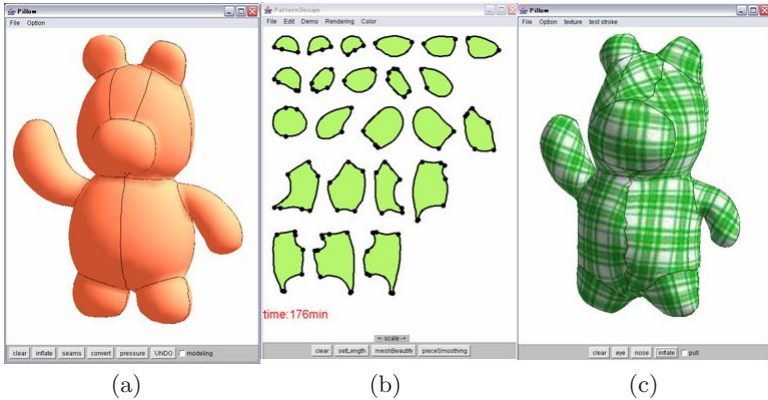 Pillow
File Option
clear inflate seams convert pressure UNDO modeling
(a)
PatternDesign
File Edit Demo Rendering Color
time:176min
<- scale ->
clear setLength meshBeautify pieceSmoothing
(b)
Pillow
File Option texture test stroke
clear eye nose inflate pull
(c)